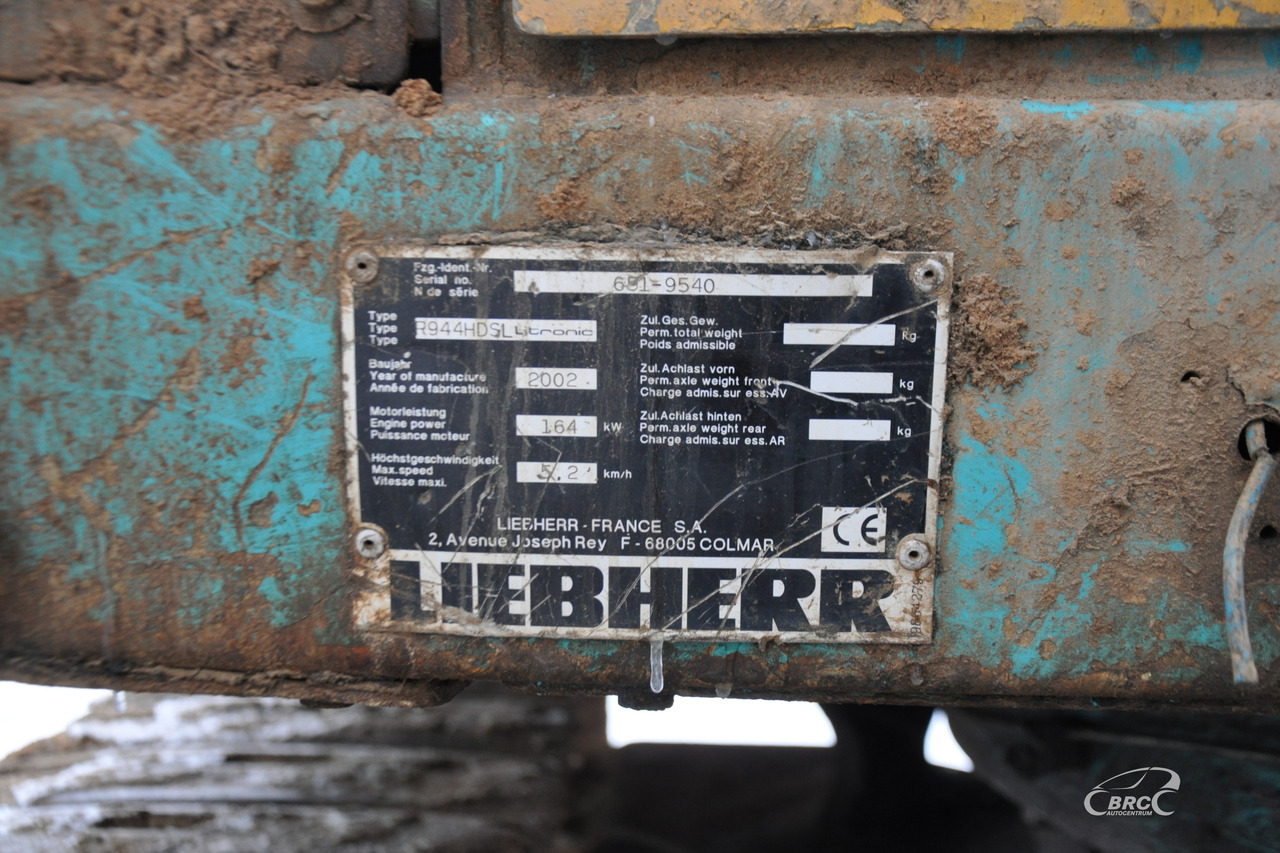 Fzg.-Ident.-Nr.
Serial no.
N de série
651-9540
Type
Type
Type
R944HDSL Litronic
Baujahr
Year of manufacture
Année de fabrication
2002
Motorleistung
Engine power
Puissance moteur
164 kW
Höchstgeschwindigkeit
Max.speed
Vitesse maxi.
5.2 km/h
Zul.Ges.Gew.
Perm.total weight
Poids admissible
kg
Zul.Achlast vorn
Perm.axle weight front
Charge admis.sur ess.AV
kg
Zul.Achlast hinten
Perm.axle weight rear
Charge admis.sur ess.AR
kg
LIEBHERR-FRANCE S.A.
2, Avenue Joseph Rey F-68005 COLMAR
CE
LIEBHERR
BRC
AUTOCENTRUM